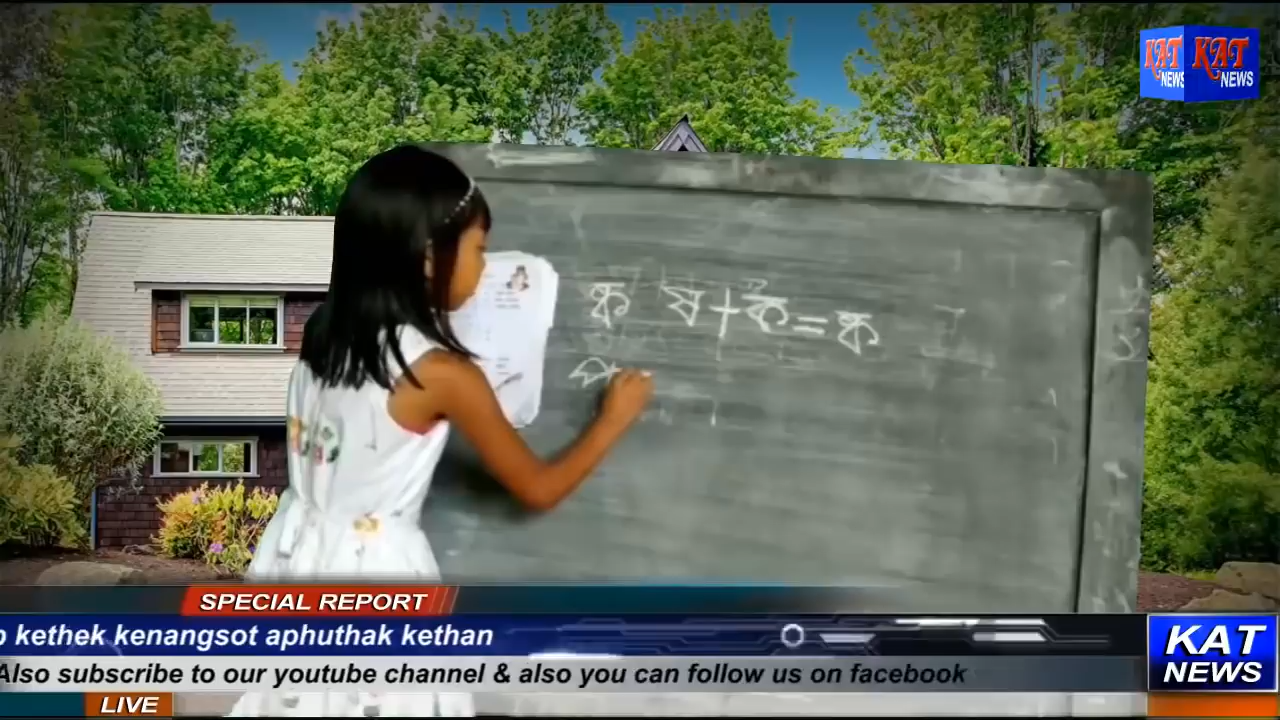 KAT NEWS KAT NEWS
ষ্ক ষ+ক=ষ্ক
SPECIAL REPORT
kethek kenangsot aphuthak kethan
Also subscribe to our youtube channel & also you can follow us on facebook
KAT NEWS
LIVE